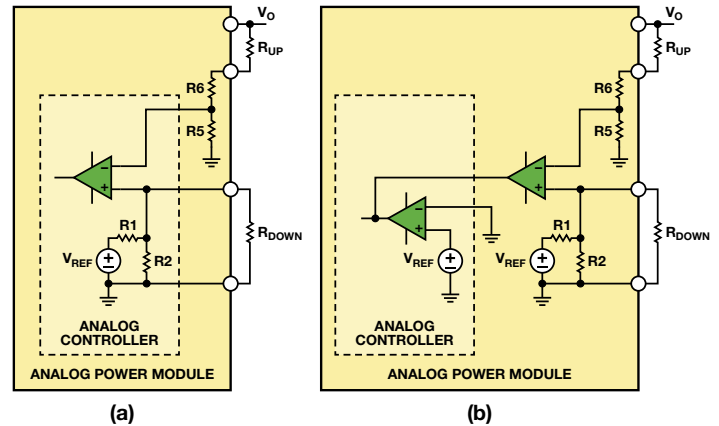 VO
RUP
R6
R5
R1
RDOWN
VREF
R2
ANALOG
CONTROLLER
ANALOG POWER MODULE
(a)
VO
RUP
R6
R5
R1
RDOWN
VREF
VREF
R2
ANALOG
CONTROLLER
ANALOG POWER MODULE
(b)